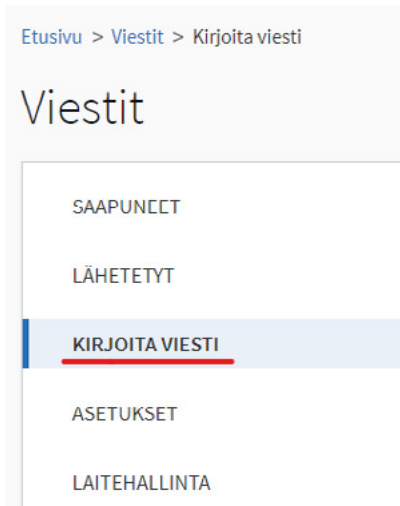 Etusivu > Viestit > Kirjoita viesti
Viestit
SAAPUNEET
LÄHETETYT
KIRJOITA VIESTI
ASETUKSET
LAITEHALLINTA